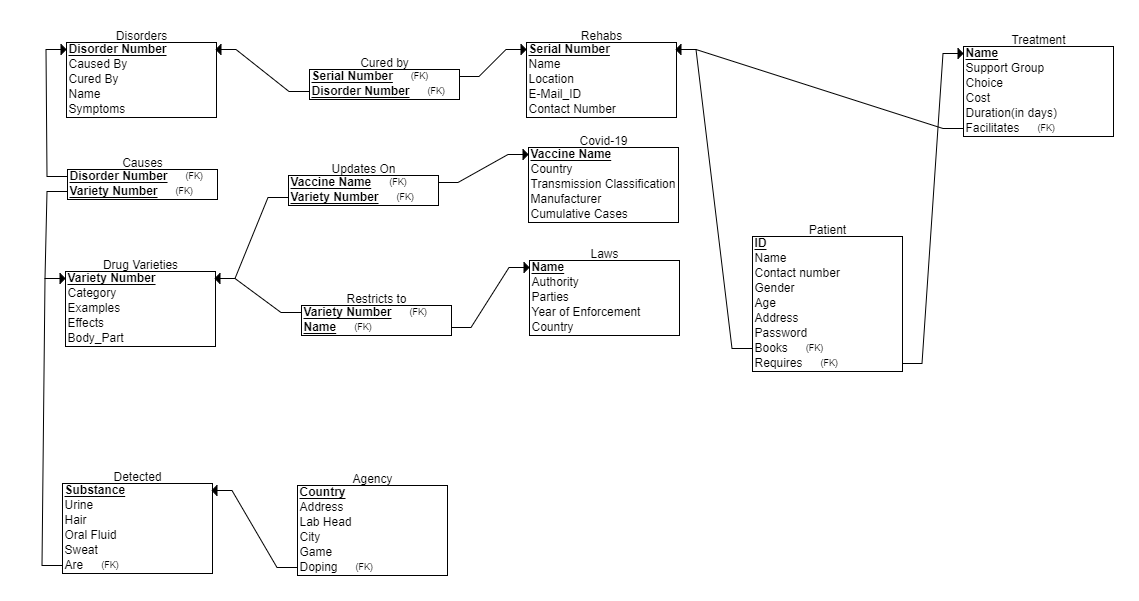 Disorders
Disorder Number
Caused By
Cured By
Name
Symptoms
Cured by
Serial Number (FK)
Disorder Number (FK)
Rehabs
Serial Number
Name
Location
E-Mail_ID
Contact Number
Treatment
Name
Support Group
Choice
Cost
Duration(in days)
Facilitates (FK)
Causes
Disorder Number (FK)
Variety Number (FK)
Updates On
Vaccine Name (FK)
Variety Number (FK)
Covid-19
Vaccine Name
Country
Transmission Classification
Manufacturer
Cumulative Cases
Drug Varieties
Variety Number
Category
Examples
Effects
Body_Part
Restricts to
Variety Number (FK)
Name (FK)
Laws
Name
Authority
Parties
Year of Enforcement
Country
Patient
ID
Name
Contact number
Gender
Age
Address
Password
Books (FK)
Requires (FK)
Detected
Substance
Urine
Hair
Oral Fluid
Sweat
Are (FK)
Agency
Country
Address
Lab Head
City
Game
Doping (FK)